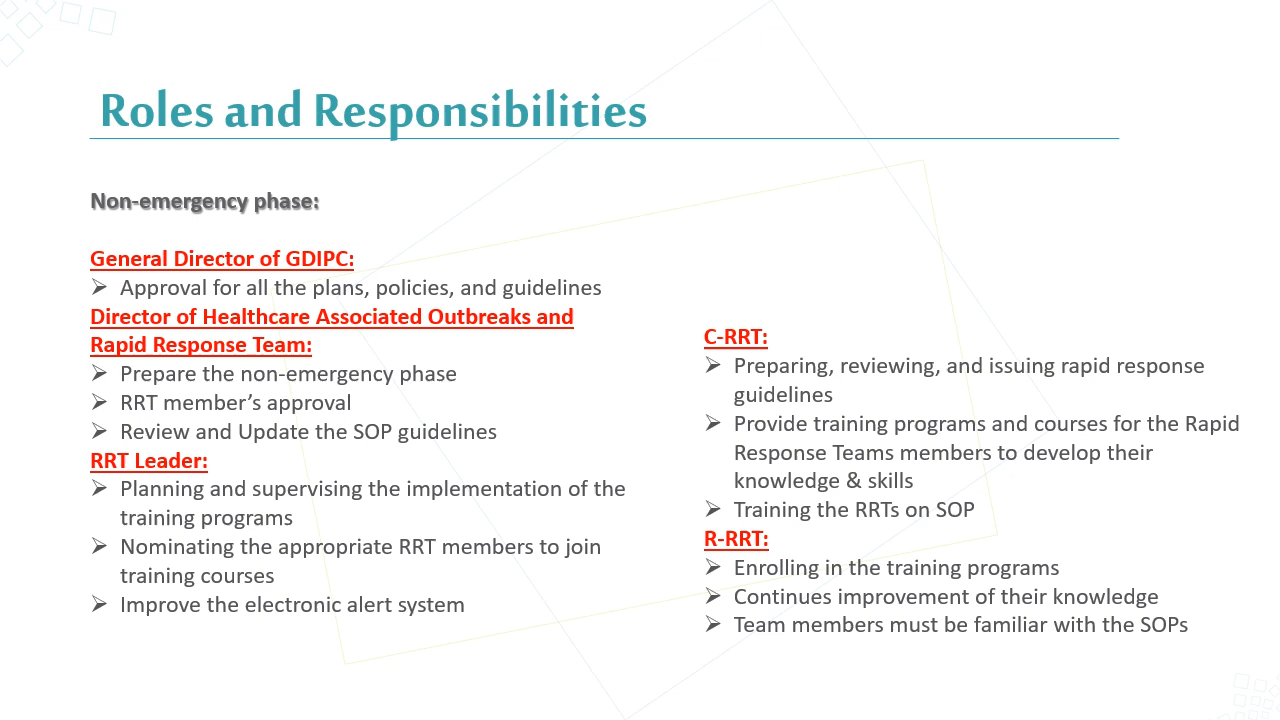 Roles and Responsibilities
Non-emergency phase:
General Director of GDIPC:
➢ Approval for all the plans, policies, and guidelines
Director of Healthcare Associated Outbreaks and
Rapid Response Team:
➢ Prepare the non-emergency phase
➢ RRT member’s approval
➢ Review and Update the SOP guidelines
RRT Leader:
➢ Planning and supervising the implementation of the
training programs
➢ Nominating the appropriate RRT members to join
training courses
➢ Improve the electronic alert system
C-RRT:
➢ Preparing, reviewing, and issuing rapid response
guidelines
➢ Provide training programs and courses for the Rapid
Response Teams members to develop their
knowledge & skills
➢ Training the RRTs on SOP
R-RRT:
➢ Enrolling in the training programs
➢ Continues improvement of their knowledge
➢ Team members must be familiar with the SOPs